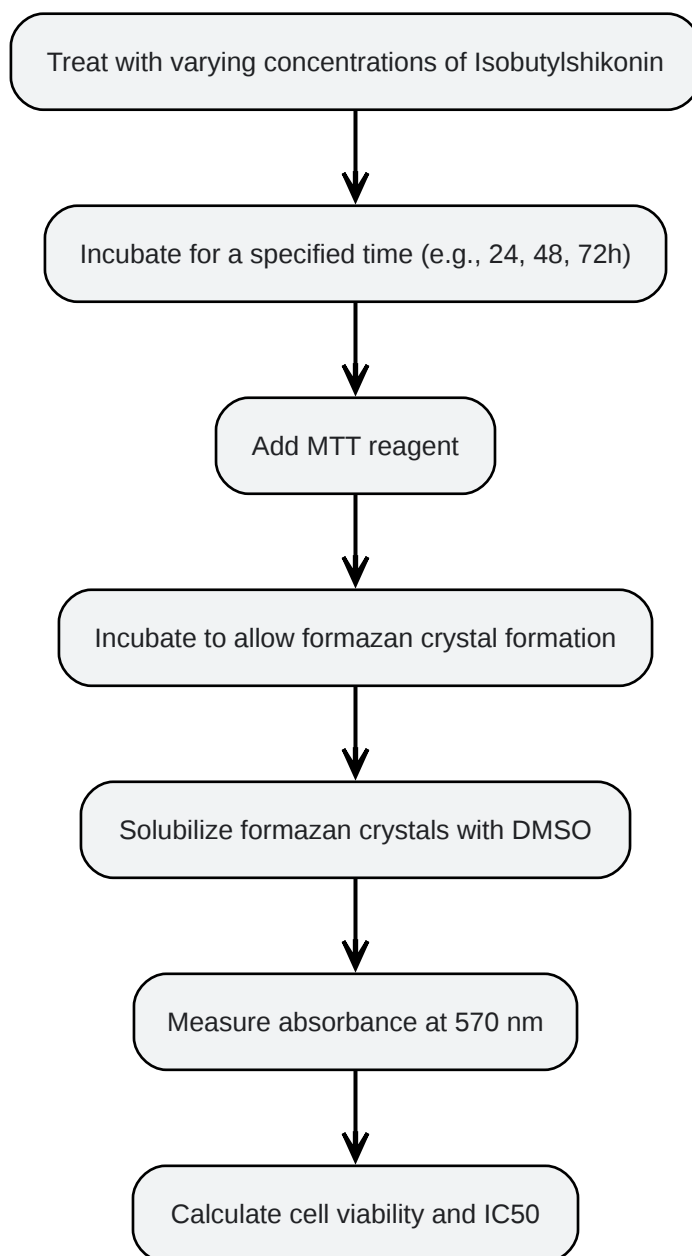 Treat with varying concentrations of Isobutylshikonin
Incubate for a specified time (e.g., 24, 48, 72h)
Add MTT reagent
Incubate to allow formazan crystal formation
Solubilize formazan crystals with DMSO
Measure absorbance at 570 nm
Calculate cell viability and IC50